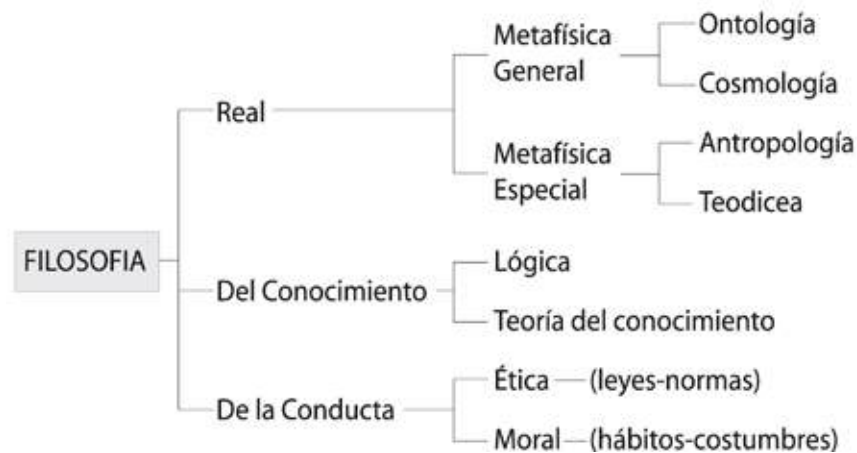 Metafísica
General
Ontología
Cosmología
Real
Metafísica
Especial
Antropología
Teodicea
FILOSOFIA
Del Conocimiento
Lógica
Teoría del conocimiento
De la Conducta
Ética (leyes-normas)
Moral (hábitos-costumbres)